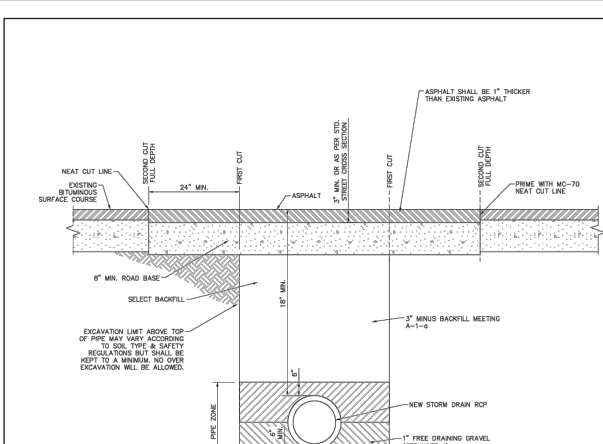 ASPHALT SHALL BE 1" THICKER
THAN EXISTING ASPHALT
SECOND CUT
FULL DEPTH
FIRST CUT
3" MIN. OR AS PER STD.
STREET CROSS SECTION
FIRST CUT
SECOND CUT
FULL DEPTH
NEAT CUT LINE
EXISTING
BITUMINOUS
SURFACE COURSE
24" MIN.
ASPHALT
PRIME WITH MC-70
NEAT CUT LINE
8" MIN. ROAD BASE
SELECT BACKFILL
18" MIN.
3" MINUS BACKFILL MEETING
A-1-a
EXCAVATION LIMIT ABOVE TOP
OF PIPE MAY VARY ACCORDING
TO SOIL TYPE & SAFETY
REGULATIONS BUT SHALL BE
KEPT TO A MINIMUM. NO OVER
EXCAVATION WILL BE ALLOWED.
6"
PIPE ZONE
6"
MIN.
NEW STORM DRAIN RCP
1" FREE DRAINING GRAVEL